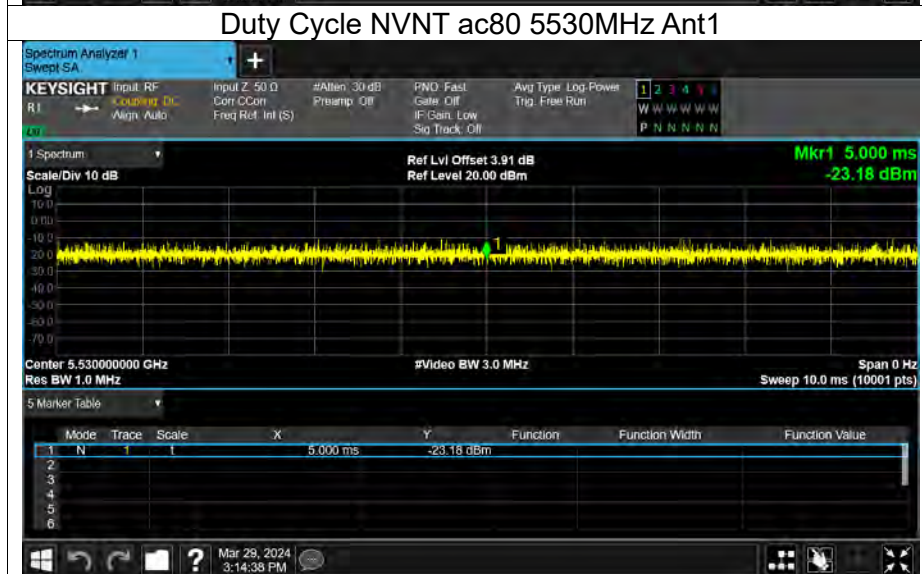 Duty Cycle NVNT ac80 5530MHz Ant1
Spectrum Analyzer 1
Swept SA
+
KEYSIGHT Input: RF
R L
Coupling: DC
Align: Auto
Input Z: 50 Ω
Corr CCorr
Freq Ref: Int (S)
#Atten: 30 dB
Preamp: Off
PNO: Fast
Gate: Off
IF Gain: Low
Sig Track: Off
Avg Type: Log-Power
Trig: Free Run
1 2 3 4 5 6
W W W W W W
P N N N N N
1 Spectrum
Scale/Div 10 dB
Ref Lvl Offset 3.91 dB
Ref Level 20.00 dBm
Mkr1 5.000 ms
-23.18 dBm
Log
10.0
0.00
-10.0
-20.0
-30.0
-40.0
-50.0
-60.0
-70.0
1
Center 5.530000000 GHz
Res BW 1.0 MHz
#Video BW 3.0 MHz
Span 0 Hz
Sweep 10.0 ms (10001 pts)
5 Marker Table
Mode Trace Scale X Y Function Function Width Function Value
1 N 1 t 5.000 ms -23.18 dBm
2
3
4
5
6
? Mar 29, 2024
3:14:38 PM